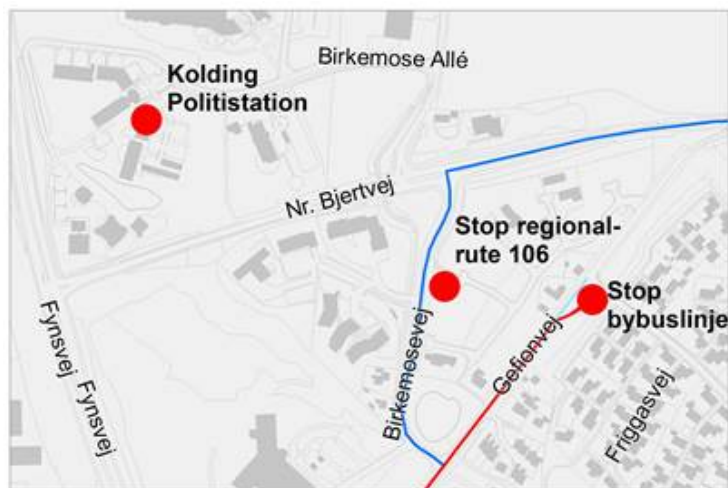 Birkemose Allé
Kolding
Politistation
Nr. Bjertvej
Stop regional-
rute 106
Stop
bybuslinje
Fynsvej
Fynsvej
Birkemosevej
Gefionvej
Friggasvej